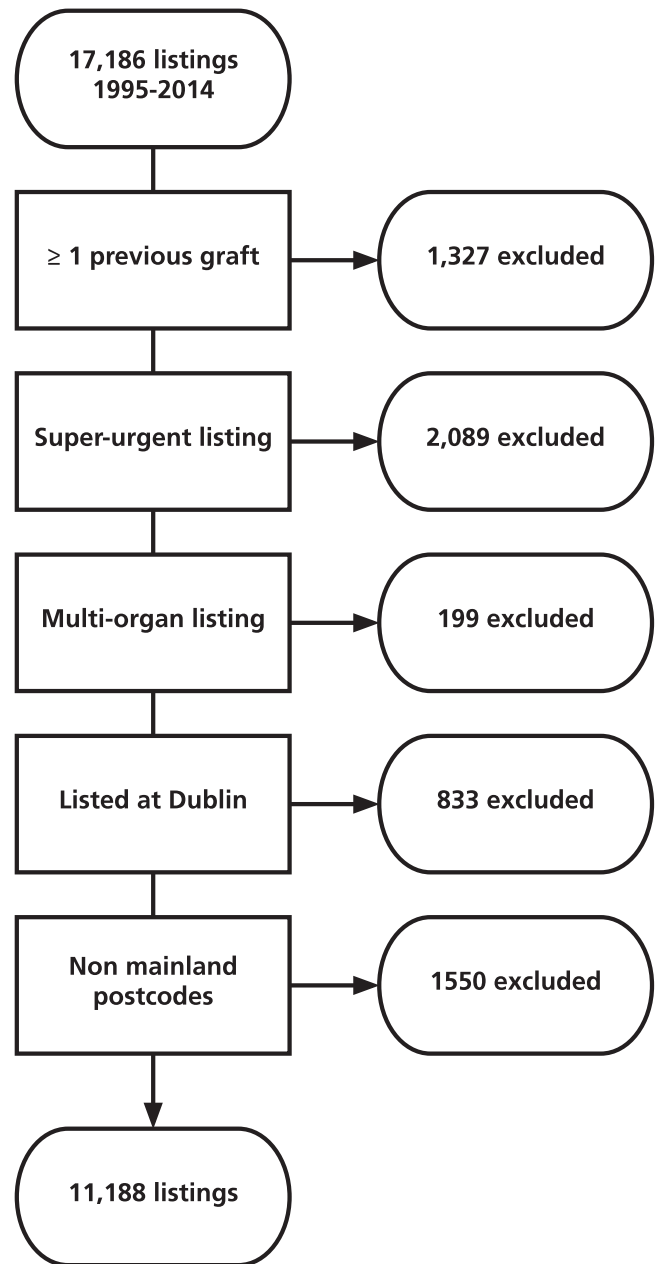 17,186 listings
1995-2014
≥ 1 previous graft
1,327 excluded
Super-urgent listing
2,089 excluded
Multi-organ listing
199 excluded
Listed at Dublin
833 excluded
Non mainland
postcodes
1550 excluded
11,188 listings